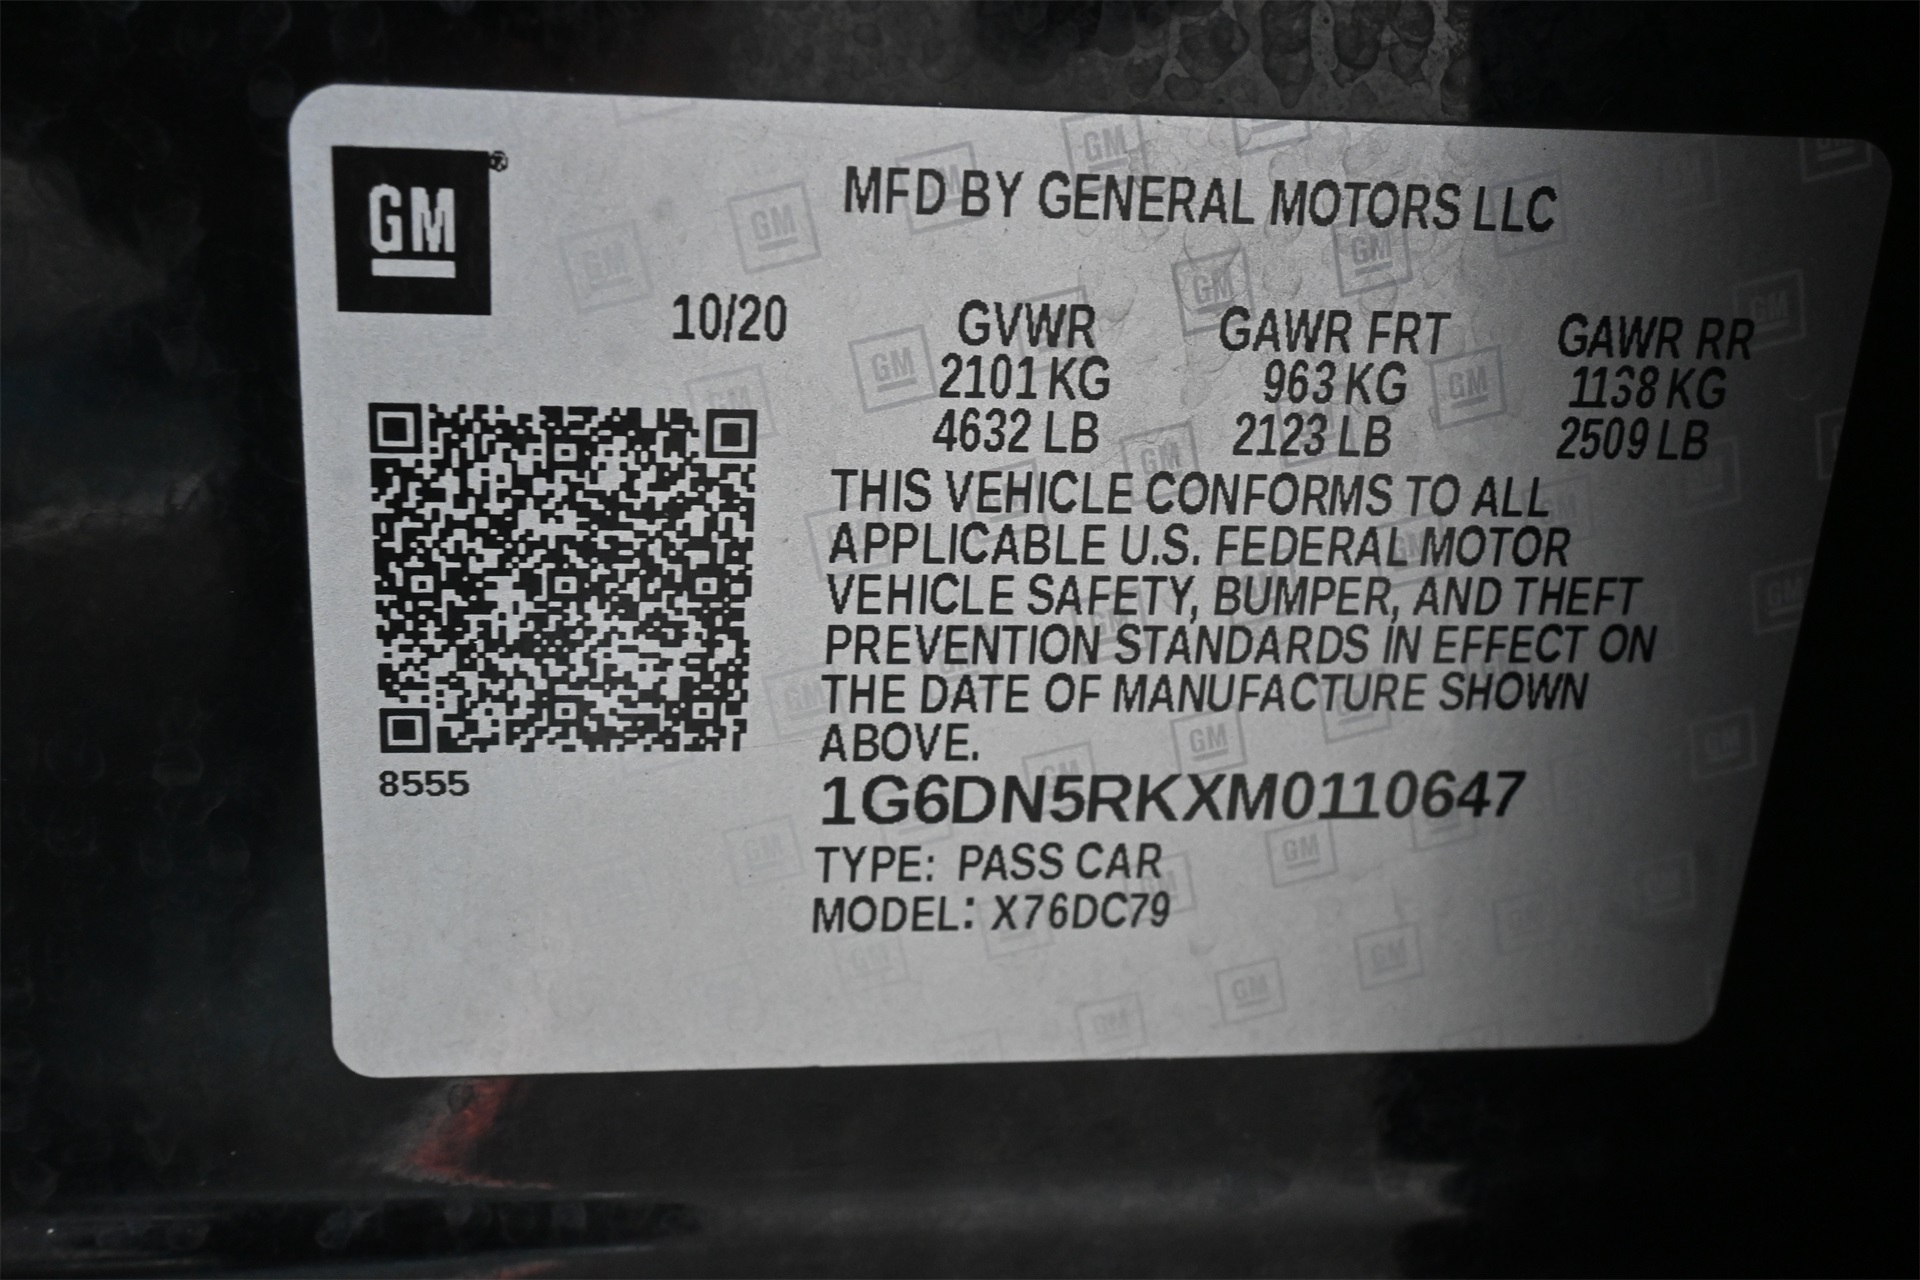 GM
MFD BY GENERAL MOTORS LLC
10/20 GVWR GAWR FRT GAWR RR
2101 KG 963 KG 1138 KG
4632 LB 2123 LB 2509 LB
THIS VEHICLE CONFORMS TO ALL
APPLICABLE U.S. FEDERAL MOTOR
VEHICLE SAFETY, BUMPER, AND THEFT
PREVENTION STANDARDS IN EFFECT ON
THE DATE OF MANUFACTURE SHOWN
ABOVE.
8555
1G6DN5RKXM0110647
TYPE: PASS CAR
MODEL: X76DC79